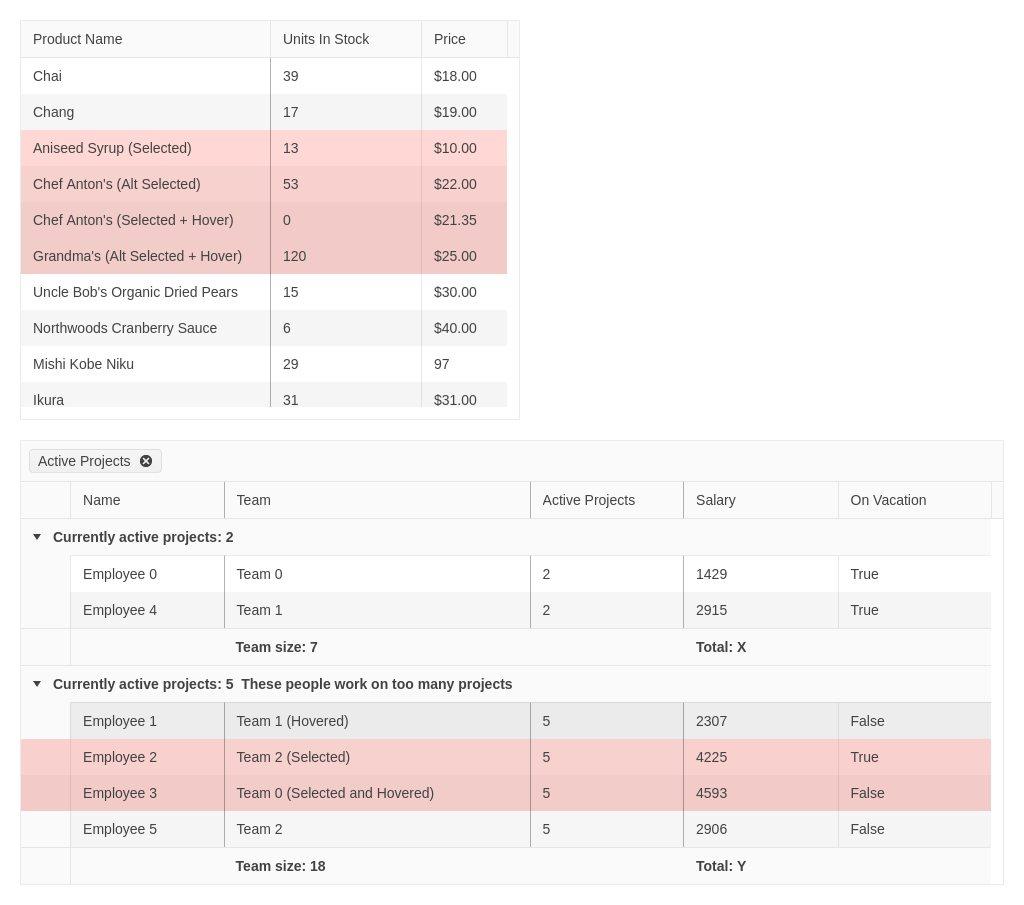 Product Name Units In Stock Price
Chai 39 $18.00
Chang 17 $19.00
Aniseed Syrup (Selected) 13 $10.00
Chef Anton's (Alt Selected) 53 $22.00
Chef Anton's (Selected + Hover) 0 $21.35
Grandma's (Alt Selected + Hover) 120 $25.00
Uncle Bob's Organic Dried Pears 15 $30.00
Northwoods Cranberry Sauce 6 $40.00
Mishi Kobe Niku 29 97
Ikura 31 $31.00
Active Projects
Name Team Active Projects Salary On Vacation
Currently active projects: 2
Employee 0 Team 0 2 1429 True
Employee 4 Team 1 2 2915 True
Team size: 7 Total: X
Currently active projects: 5 These people work on too many projects
Employee 1 Team 1 (Hovered) 5 2307 False
Employee 2 Team 2 (Selected) 5 4225 True
Employee 3 Team 0 (Selected and Hovered) 5 4593 False
Employee 5 Team 2 5 2906 False
Team size: 18 Total: Y